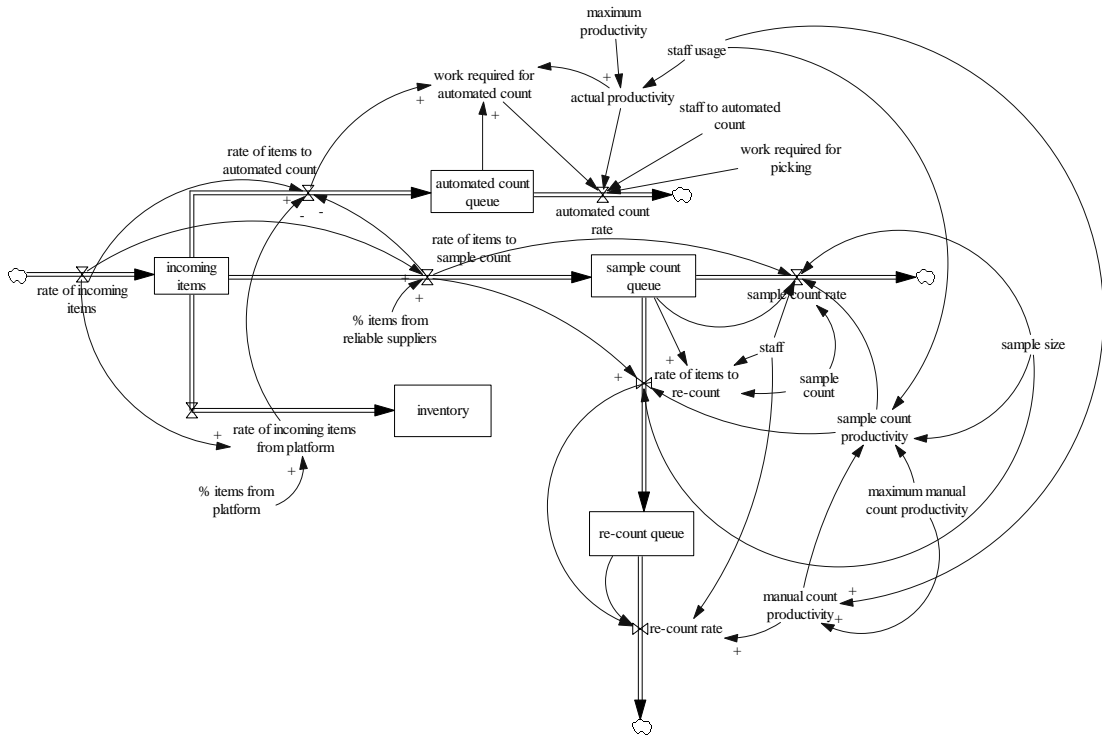 maximum
productivity
staff usage
work required for
automated count
+
+
actual productivity
+
staff to automated
count
rate of items to
automated count
work required for
picking
automated count
queue
+
-
-
automated count
rate
rate of items to
sample count
incoming
items
sample count
queue
+
+
rate of incoming
items
sample count rate
% items from
reliable suppliers
staff
sample size
+
rate of items to
re-count
+
sample
count
inventory
sample count
productivity
rate of incoming items
from platform
+
+
% items from
platform
maximum manual
count productivity
re-count queue
manual count
productivity
+
+
re-count rate
+